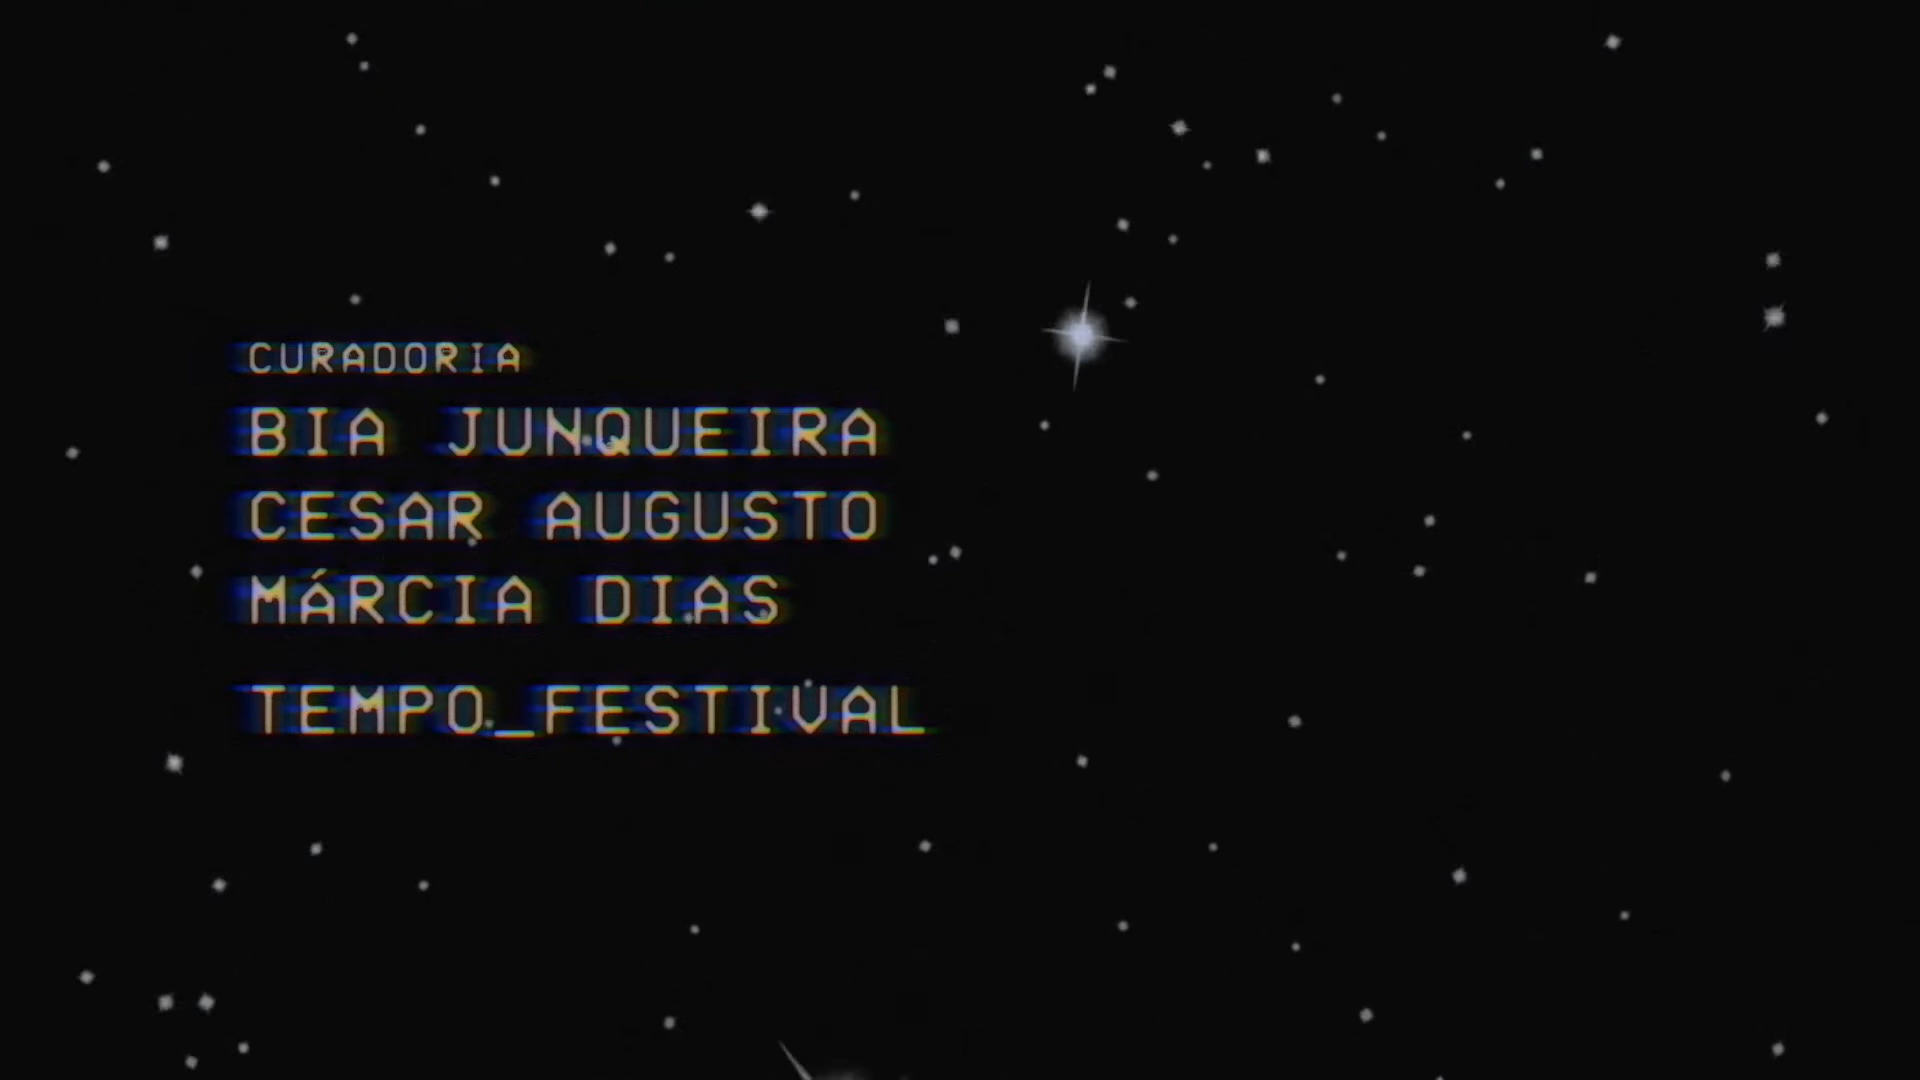 CURADORIA
BIA JUNQUEIRA
CESAR AUGUSTO
MÁRCIA DIAS
TEMPO_FESTIVAL